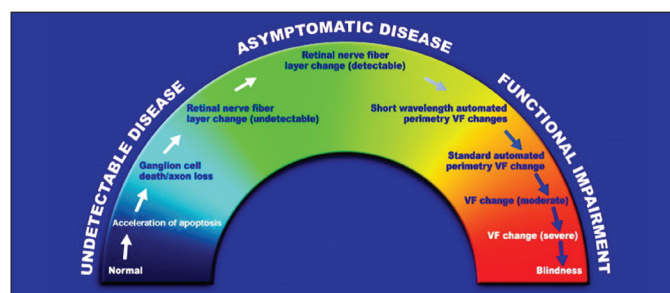 UNDETECTABLE DISEASE
ASYMPTOMATIC DISEASE
FUNCTIONAL IMPAIRMENT
Normal
Acceleration of apoptosis
Ganglion cell
death/axon loss
Retinal nerve fiber
layer change (undetectable)
Retinal nerve fiber
layer change (detectable)
Short wavelength automated
perimetry VF changes
Standard automated
perimetry VF change
VF change (moderate)
VF change (severe)
Blindness